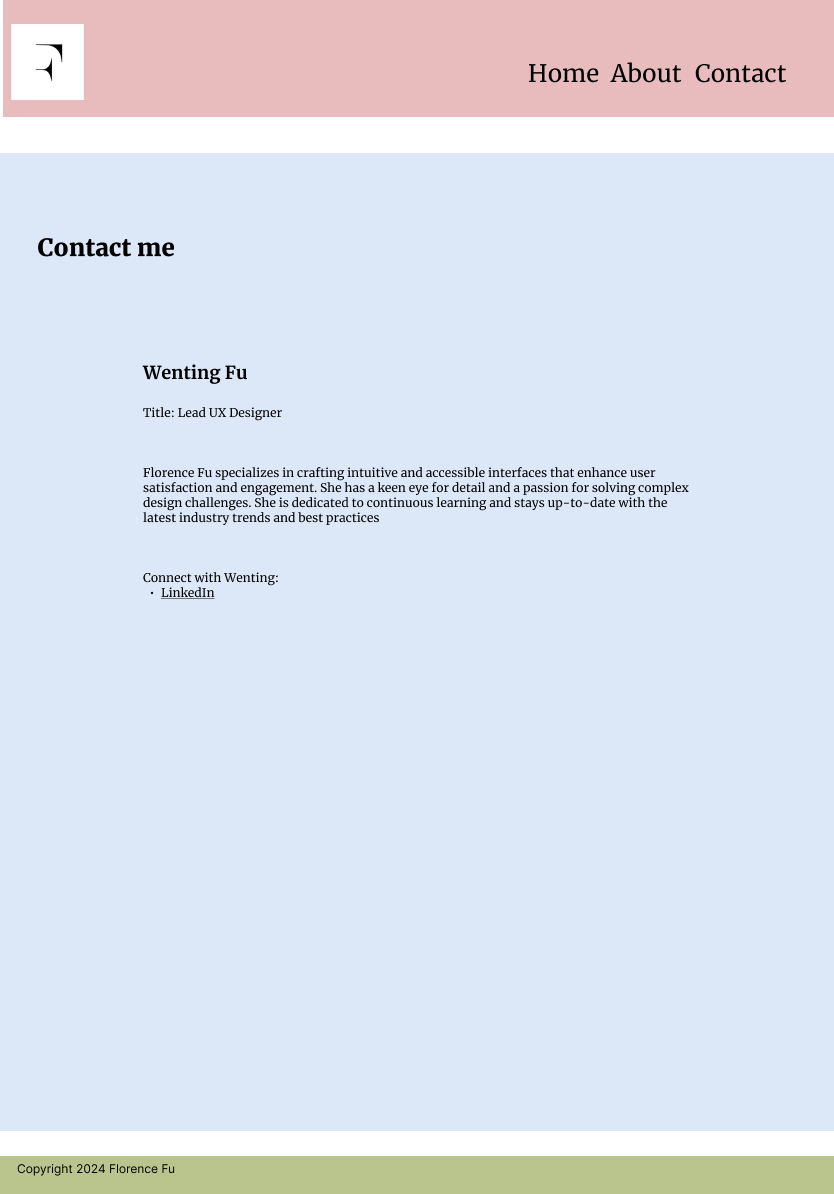 F
Home About Contact
Contact me
Wenting Fu
Title: Lead UX Designer
Florence Fu specializes in crafting intuitive and accessible interfaces that enhance user
satisfaction and engagement. She has a keen eye for detail and a passion for solving complex
design challenges. She is dedicated to continuous learning and stays up-to-date with the
latest industry trends and best practices
Connect with Wenting:
• LinkedIn
Copyright 2024 Florence Fu